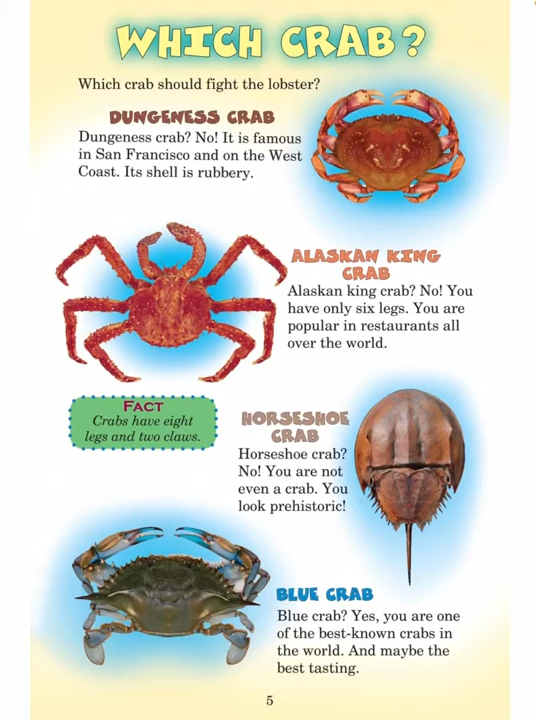 WHICH CRAB?
Which crab should fight the lobster?
DUNGENESS CRAB
Dungeness crab? No! It is famous
in San Francisco and on the West
Coast. Its shell is rubbery.
ALASKAN KING
CRAB
Alaskan king crab? No! You
have only six legs. You are
popular in restaurants all
over the world.
FACT
Crabs have eight
legs and two claws.
HORSESHOE
CRAB
Horseshoe crab?
No! You are not
even a crab. You
look prehistoric!
BLUE CRAB
Blue crab? Yes, you are one
of the best-known crabs in
the world. And maybe the
best tasting.
5